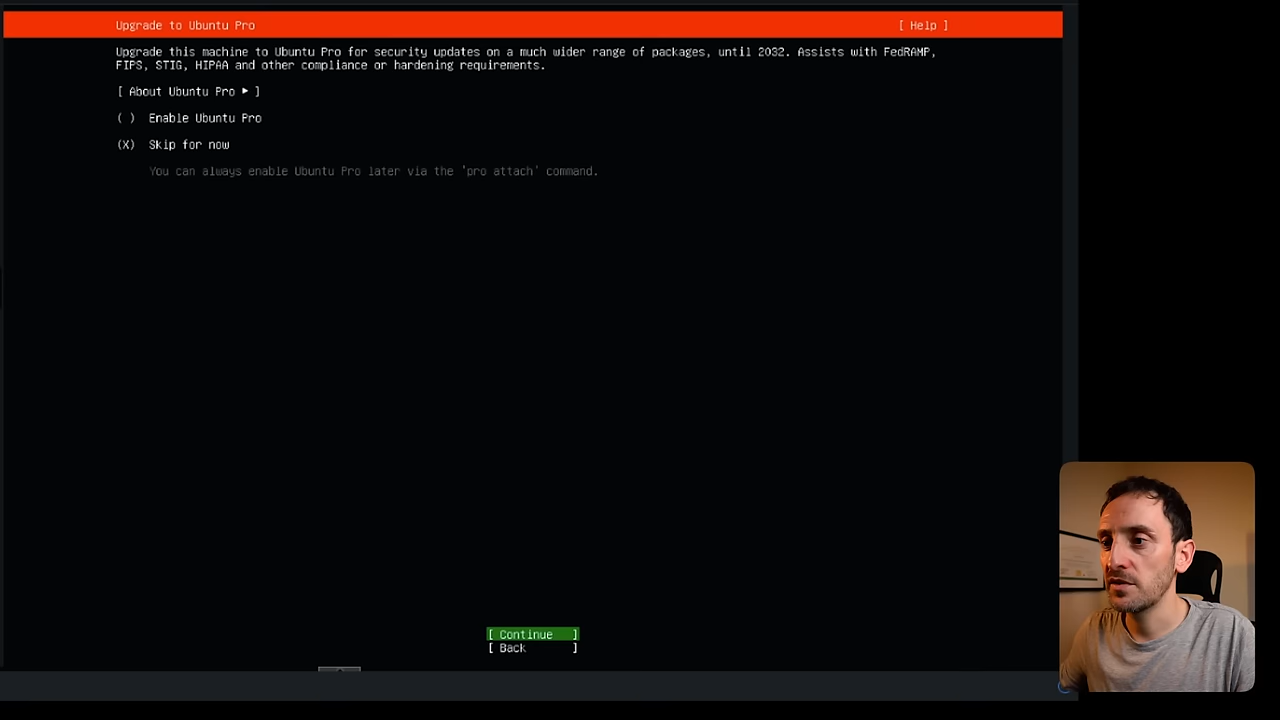 Upgrade to Ubuntu Pro
[ Help ]
Upgrade this machine to Ubuntu Pro for security updates on a much wider range of packages, until 2032. Assists with FedRAMP,
FIPS, STIG, HIPAA and other compliance or hardening requirements.
[ About Ubuntu Pro ▸ ]
( ) Enable Ubuntu Pro
(X) Skip for now
You can always enable Ubuntu Pro later via the 'pro attach' command.
[ Continue ]
[ Back ]